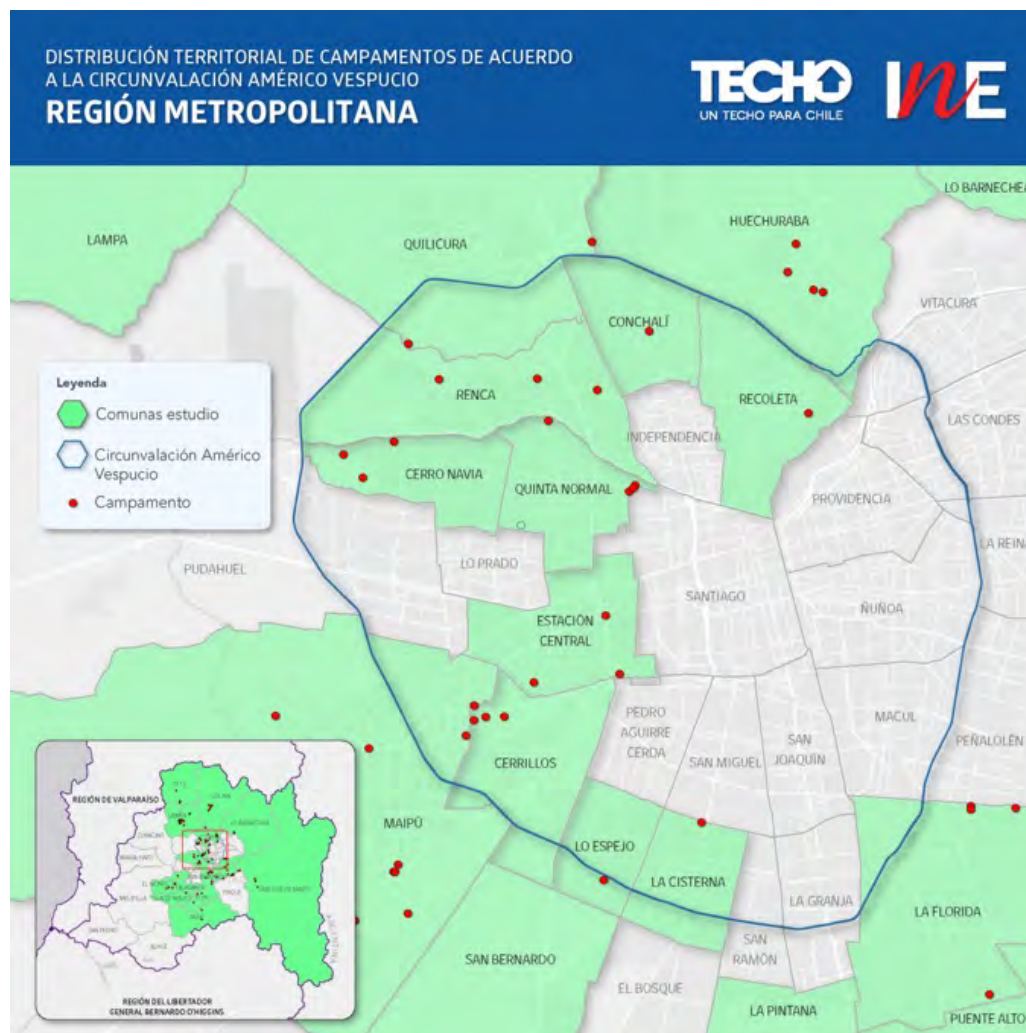 DISTRIBUCIÓN TERRITORIAL DE CAMPAMENTOS DE ACUERDO
A LA CIRCUNVALACIÓN AMÉRICO VESPUCIO
REGIÓN METROPOLITANA
TECHO
UN TECHO PARA CHILE
INE
LO BARNECHEA
HUECHURABA
LAMPA
QUILICURA
VITACURA
CONCHALÍ
Leyenda
Comunas estudio
Circunvalación Américo
Vespucio
Campamento
RENCA
RECOLETA
LAS CONDES
INDEPENDENCIA
CERRO NAVIA
QUINTA NORMAL
PROVIDENCIA
LA REINA
LO PRADO
PUDAHUEL
SANTIAGO
ÑUÑOA
ESTACIÓN
CENTRAL
PEDRO
AGUIRRE
CERDA
MACUL
PEÑALOLÉN
SAN
JOAQUÍN
SAN MIGUEL
CERRILLOS
MAIPÚ
LO ESPEJO
LA CISTERNA
LA GRANJA
LA FLORIDA
SAN
RAMÓN
SAN BERNARDO
EL BOSQUE
LA PINTANA
PUENTE ALTO
REGIÓN DE VALPARAÍSO
SAN PEDRO
REGIÓN DEL LIBERTADOR
GENERAL BERNARDO O'HIGGINS